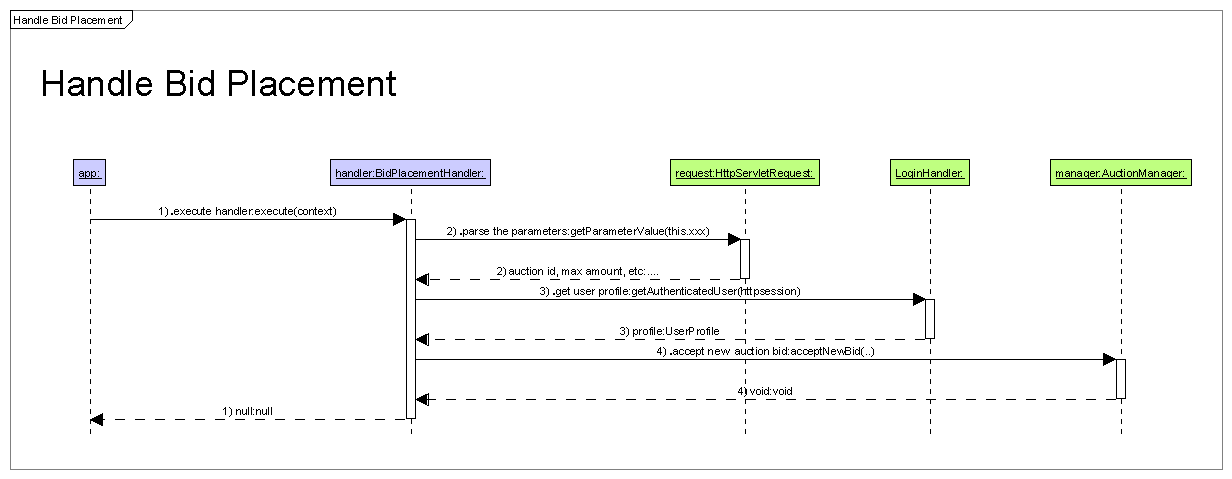 Handle Bid Placement
Handle Bid Placement
app:
handler:BidPlacementHandler:
request:HttpServletRequest:
LoginHandler:
manager:AuctionManager:
1) .execute handler:execute(context)
2) .parse the parameters:getParameterValue(this.xxx)
2) auction id, max amount, etc:....
3) .get user profile:getAuthenticatedUser(httpsession)
3) profile:UserProfile
4) .accept new auction bid:acceptNewBid(..)
4) void:void
1) null:null